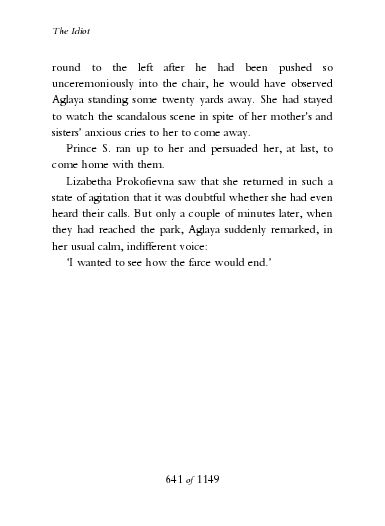 The Idiot
round to the left after he had been pushed so
unceremoniously into the chair, he would have observed
Aglaya standing some twenty yards away. She had stayed
to watch the scandalous scene in spite of her mother's and
sisters' anxious cries to her to come away.
Prince S. ran up to her and persuaded her, at last, to
come home with them.
Lizabetha Prokofievna saw that she returned in such a
state of agitation that it was doubtful whether she had even
heard their calls. But only a couple of minutes later, when
they had reached the park, Aglaya suddenly remarked, in
her usual calm, indifferent voice:
'I wanted to see how the farce would end.'
641 of 1149